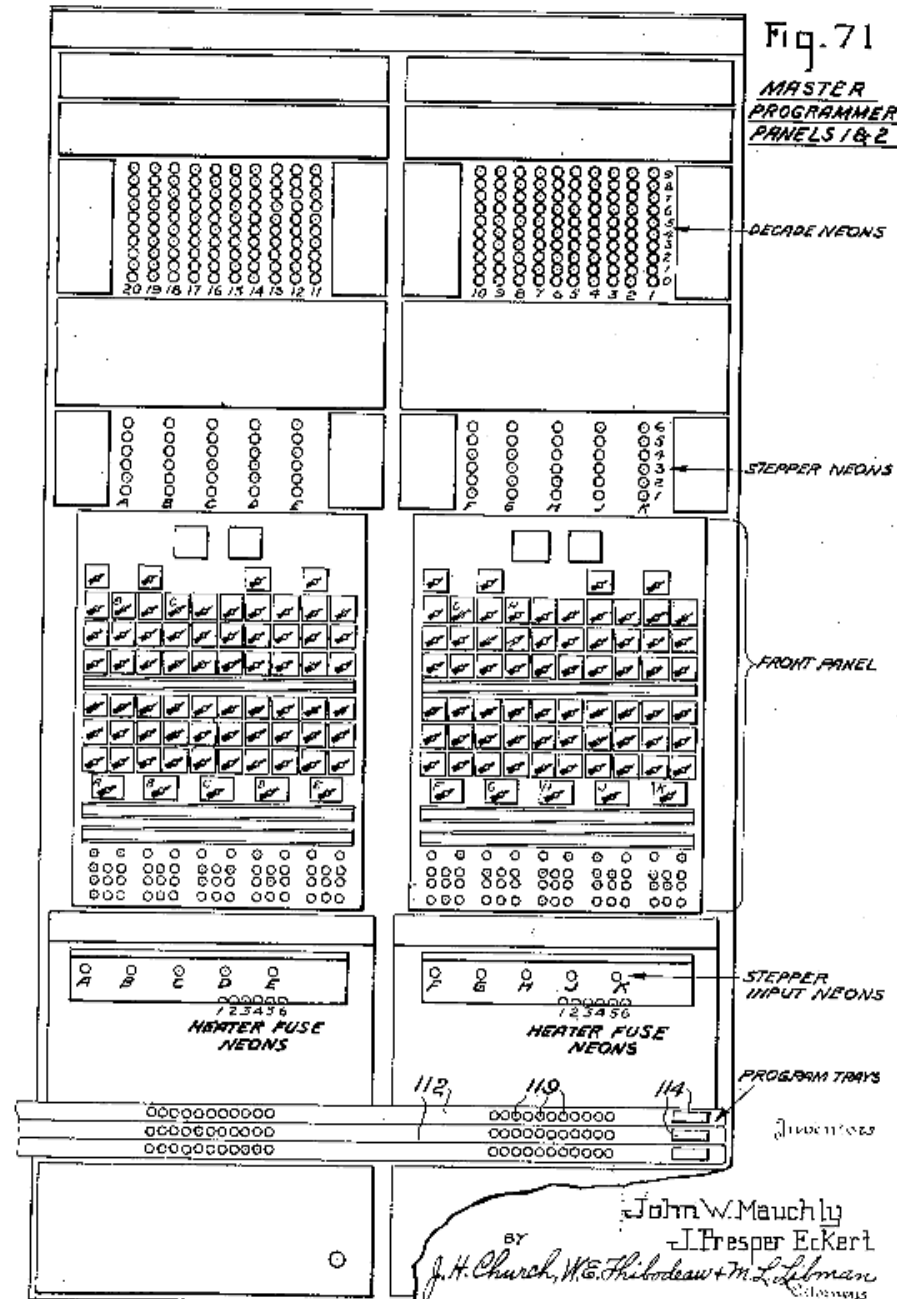 Fig. 71
MASTER
PROGRAMMER
PANELS 1 & 2
9
8
7
6
5
4
3
2
1
0
DECADE NEONS
20 19 18 17 16 15 14 13 12 11
10 9 8 7 6 5 4 3 2 1
6
5
4
3
2
1
STEPPER NEONS
A B C D E
F G H J K
B C
G H
FRONT PANEL
A B C D E
F G H J K
A B C D E
F G H J K
STEPPER
INPUT NEONS
1 2 3 4 5 6
1 2 3 4 5 6
HEATER FUSE
NEONS
HEATER FUSE
NEONS
PROGRAM TRAYS
112 119 114
Inventors
John W. Mauchly
J. Presper Eckert
BY
J. H. Church, W. E. Thibodeau + M. L. Libman
Attorneys